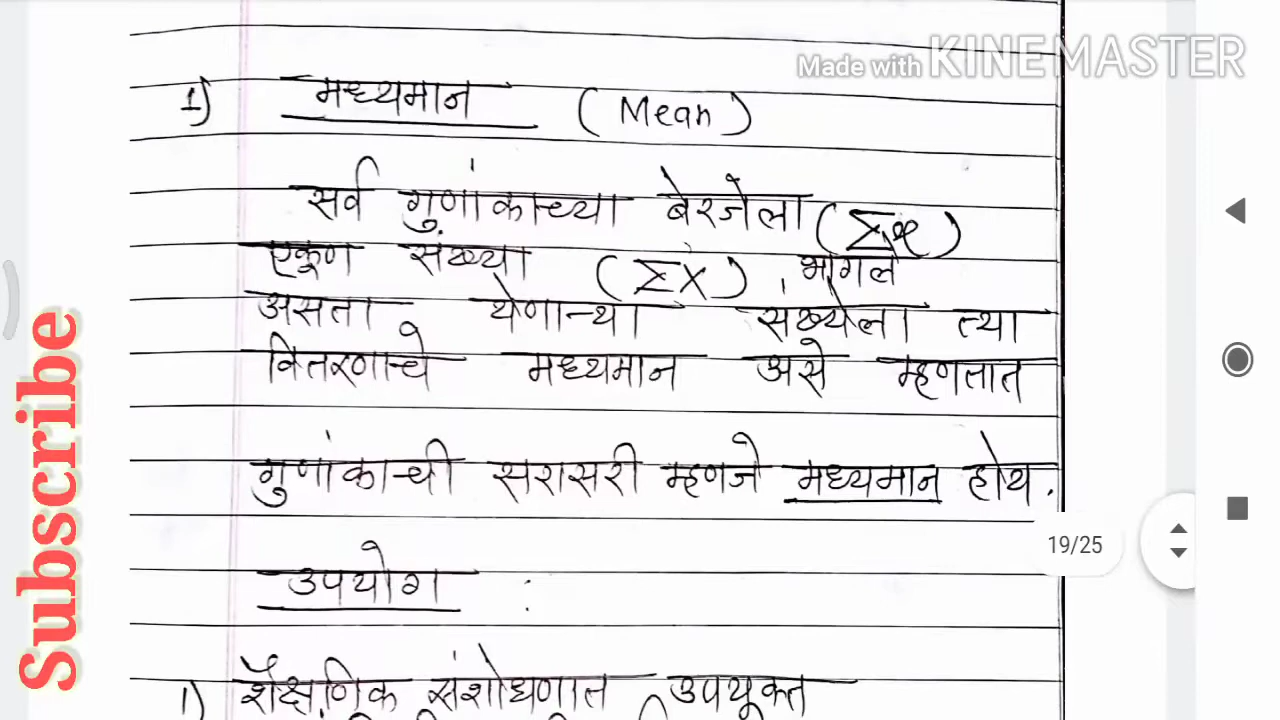 Made with KINEMASTER
1) मध्यमान (Mean)
सर्व गुणांकाच्या बेरजेला (Σx)
एकूण संख्या (ΣX) भागले
असता येणाऱ्या संख्येला त्या
वितरणाचे मध्यमान असे म्हणतात
गुणांकाची सरासरी म्हणजे मध्यमान होय.
उपयोग :
1) शैक्षणिक संशोधणात उपयूक्त
19/25
Subscribe